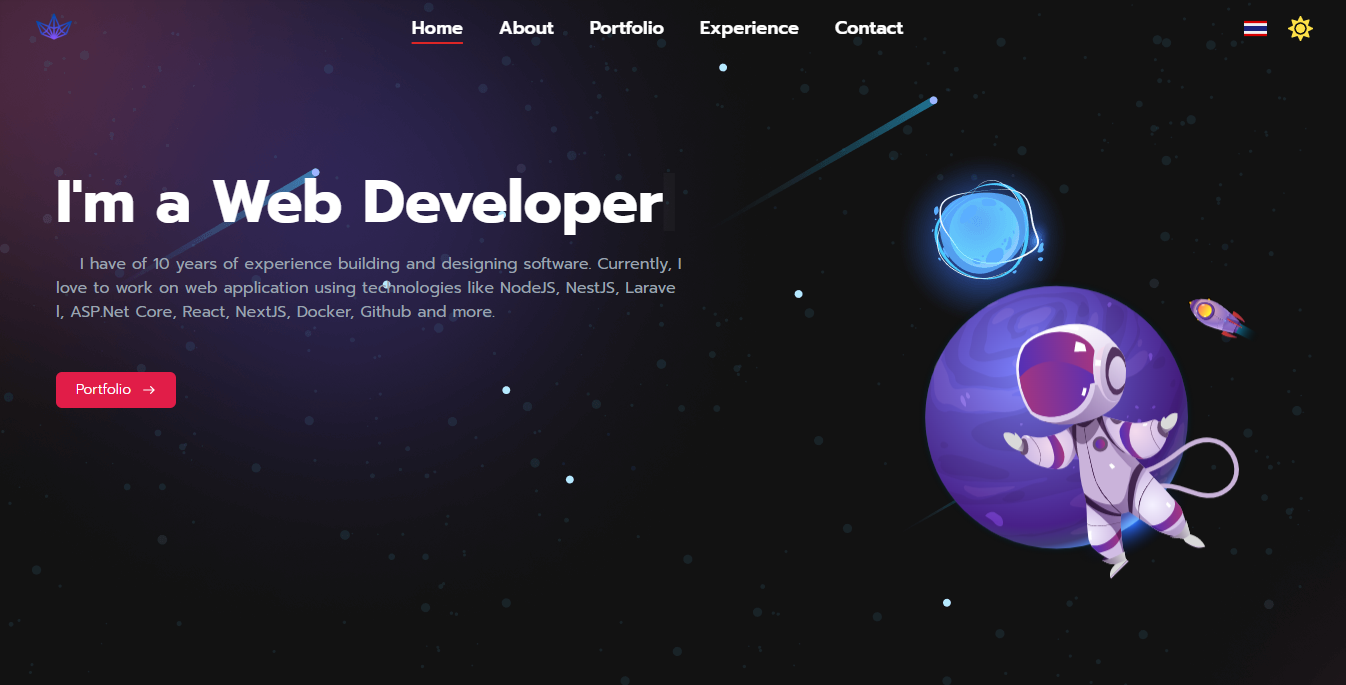 Home About Portfolio Experience Contact
I'm a Web Developer
I have of 10 years of experience building and designing software. Currently, I
love to work on web application using technologies like NodeJS, NestJS, Larave
l, ASP.Net Core, React, NextJS, Docker, Github and more.
Portfolio →